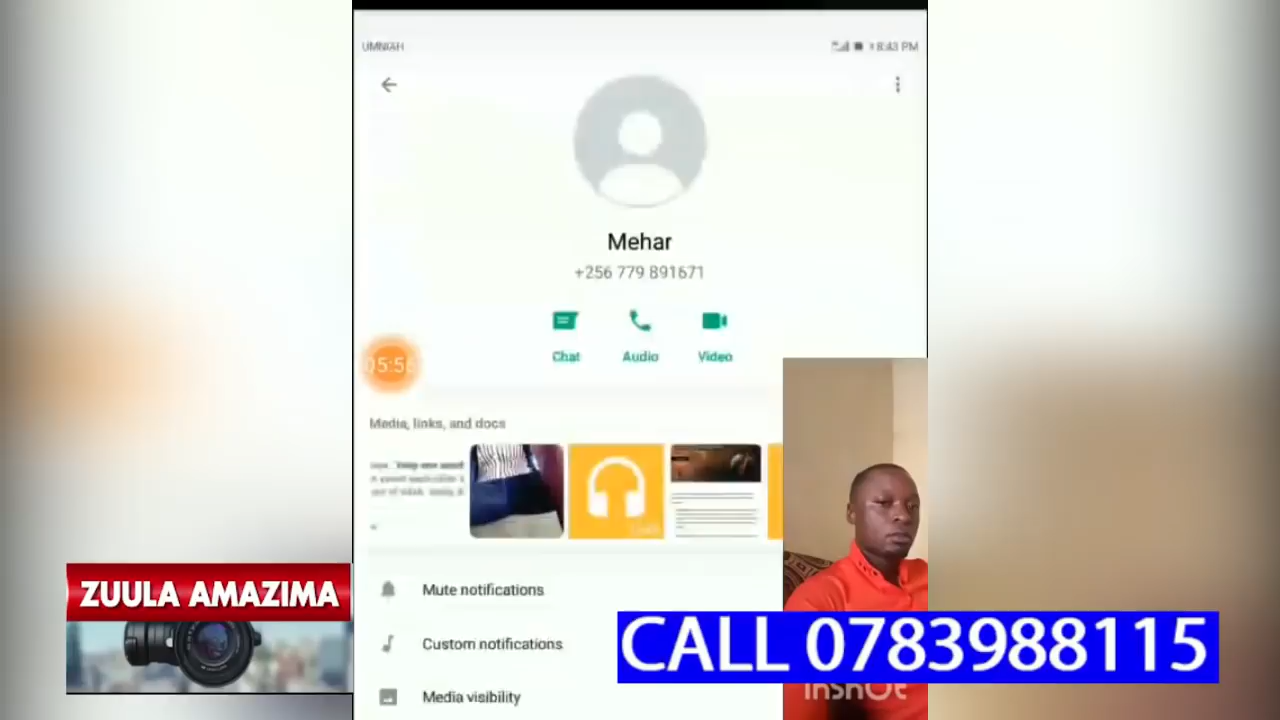 UMNIAH
8:43 PM
Mehar
+256 779 891671
Chat
Audio
Video
05:56
Media, links, and docs
Mute notifications
Custom notifications
Media visibility
ZUULA AMAZIMA
CALL 0783988115
InShOt